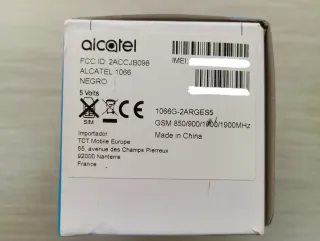 alcatel
FCC ID: 2ACCJB098
ALCATEL 1066
NEGRO
5 Volts
SIM
CE
Importador
TCT Mobile Europe
55, avenue des Champs Pierreux
92000 Nanterre
France
IMEI
1066G-2ARGES5
GSM 850/900/1800/1900MHz
Made in China